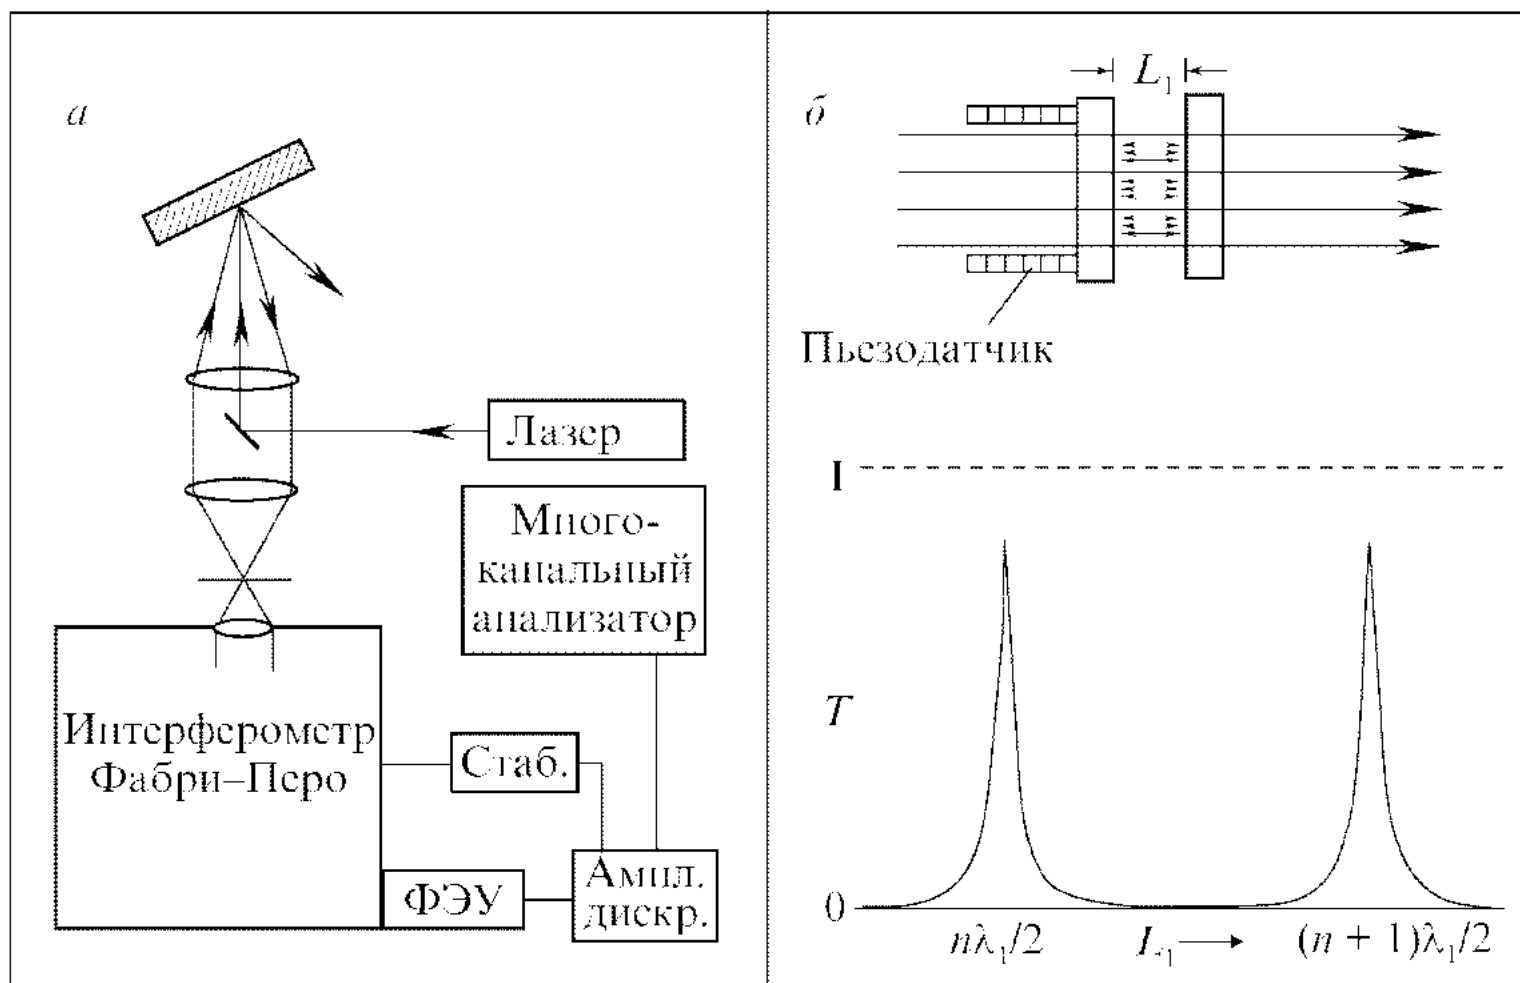 а
Лазер
Много-
канальный
анализатор
Интерферометр
Фабри–Перо
Стаб.
ФЭУ
Ампл.
дискр.
б
L₁
Пьезодатчик
I
T
0
nλ₁/2
L₁
(n + 1)λ₁/2